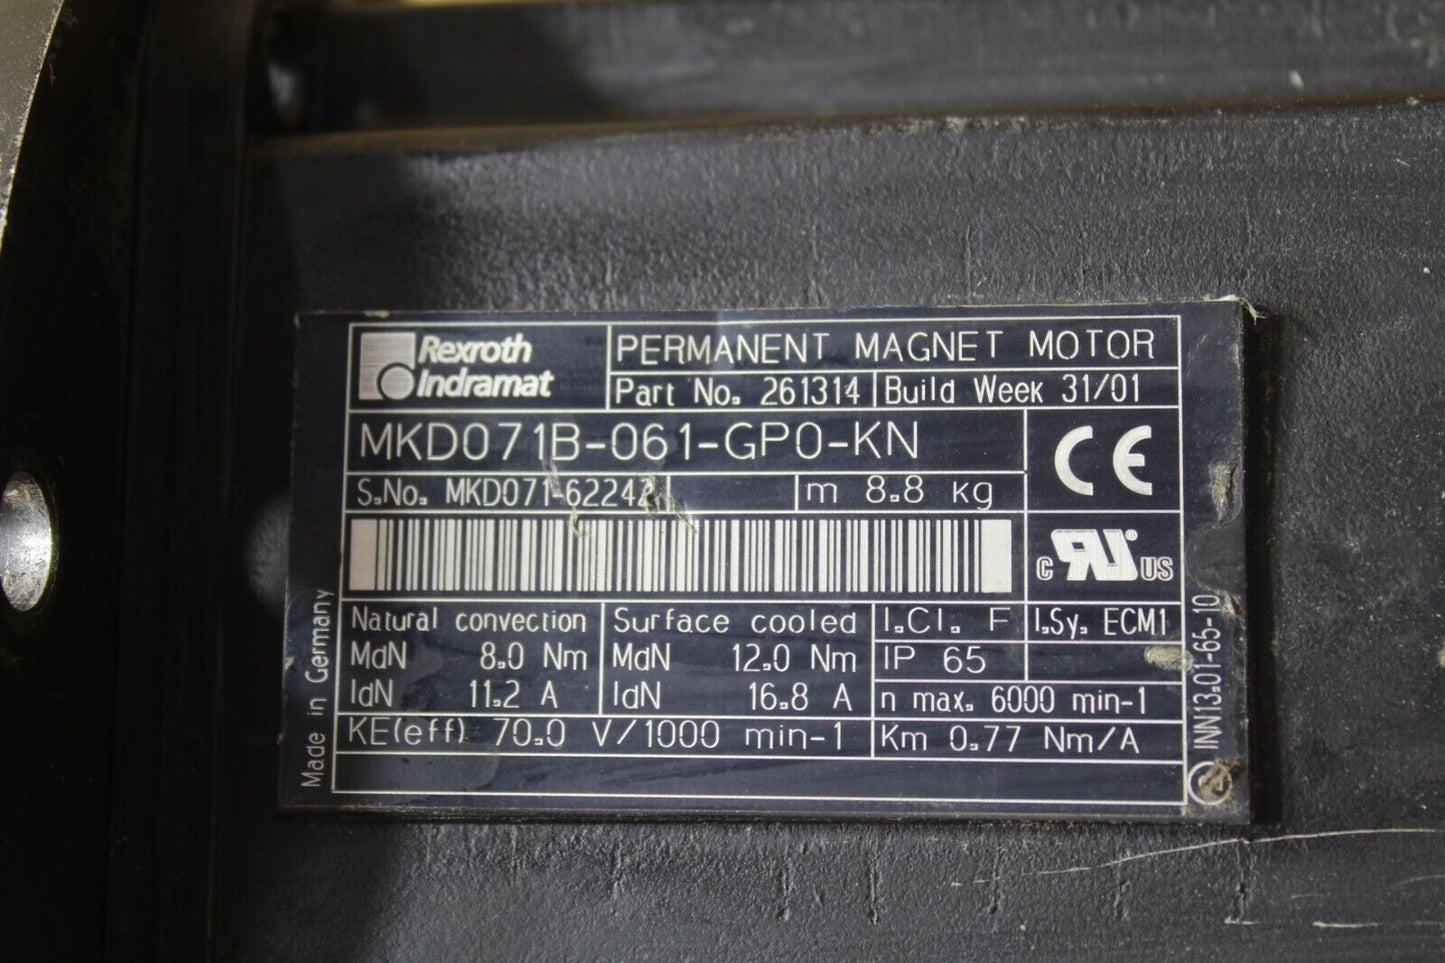 Rexroth
Indramat
PERMANENT MAGNET MOTOR
Part No. 261314
Build Week 31/01
MKD071B-061-GP0-KN
CE
S.No.
m 8.8 kg
C RU ® US
Natural convection
MdN 8.0 Nm
IdN 11.2 A
Surface cooled
MdN 12.0 Nm
IdN 16.8 A
I.Cl. F
I.Sy. ECM1
IP 65
n max. 6000 min-1
KE(eff) 70.0 V/1000 min-1
Km 0.77 Nm/A
Made in Germany
INN13.01-65-10